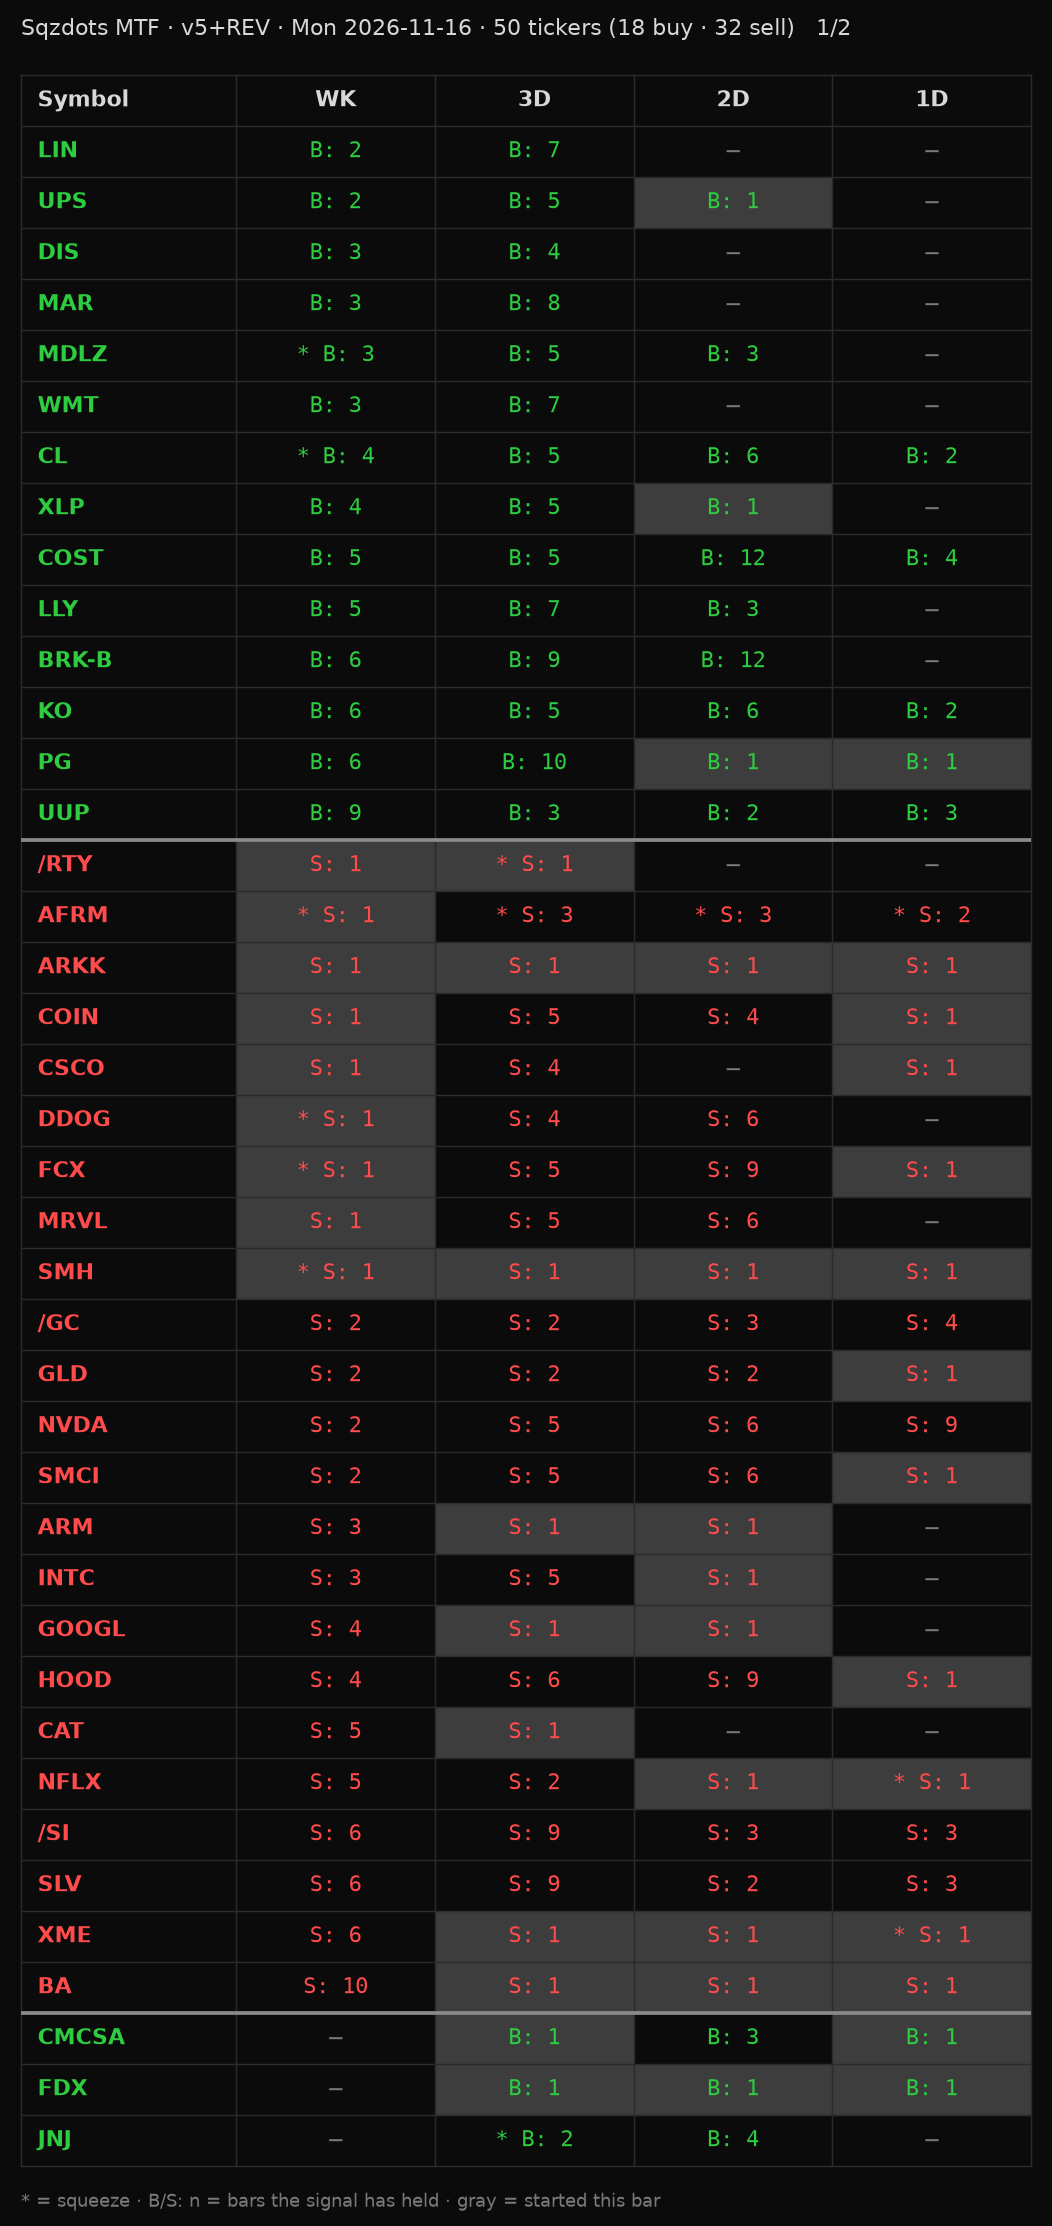 Sqzdots MTF · v5+REV · Mon 2026-11-16 · 50 tickers (18 buy · 32 sell)   1/2
Symbol WK 3D 2D 1D
LIN B: 2 B: 7 — —
UPS B: 2 B: 5 B: 1 —
DIS B: 3 B: 4 — —
MAR B: 3 B: 8 — —
MDLZ * B: 3 B: 5 B: 3 —
WMT B: 3 B: 7 — —
CL * B: 4 B: 5 B: 6 B: 2
XLP B: 4 B: 5 B: 1 —
COST B: 5 B: 5 B: 12 B: 4
LLY B: 5 B: 7 B: 3 —
BRK-B B: 6 B: 9 B: 12 —
KO B: 6 B: 5 B: 6 B: 2
PG B: 6 B: 10 B: 1 B: 1
UUP B: 9 B: 3 B: 2 B: 3
/RTY S: 1 * S: 1 — —
AFRM * S: 1 * S: 3 * S: 3 * S: 2
ARKK S: 1 S: 1 S: 1 S: 1
COIN S: 1 S: 5 S: 4 S: 1
CSCO S: 1 S: 4 — S: 1
DDOG * S: 1 S: 4 S: 6 —
FCX * S: 1 S: 5 S: 9 S: 1
MRVL S: 1 S: 5 S: 6 —
SMH * S: 1 S: 1 S: 1 S: 1
/GC S: 2 S: 2 S: 3 S: 4
GLD S: 2 S: 2 S: 2 S: 1
NVDA S: 2 S: 5 S: 6 S: 9
SMCI S: 2 S: 5 S: 6 S: 1
ARM S: 3 S: 1 S: 1 —
INTC S: 3 S: 5 S: 1 —
GOOGL S: 4 S: 1 S: 1 —
HOOD S: 4 S: 6 S: 9 S: 1
CAT S: 5 S: 1 — —
NFLX S: 5 S: 2 S: 1 * S: 1
/SI S: 6 S: 9 S: 3 S: 3
SLV S: 6 S: 9 S: 2 S: 3
XME S: 6 S: 1 S: 1 * S: 1
BA S: 10 S: 1 S: 1 S: 1
CMCSA — B: 1 B: 3 B: 1
FDX — B: 1 B: 1 B: 1
JNJ — * B: 2 B: 4 —
* = squeeze · B/S: n = bars the signal has held · gray = started this bar